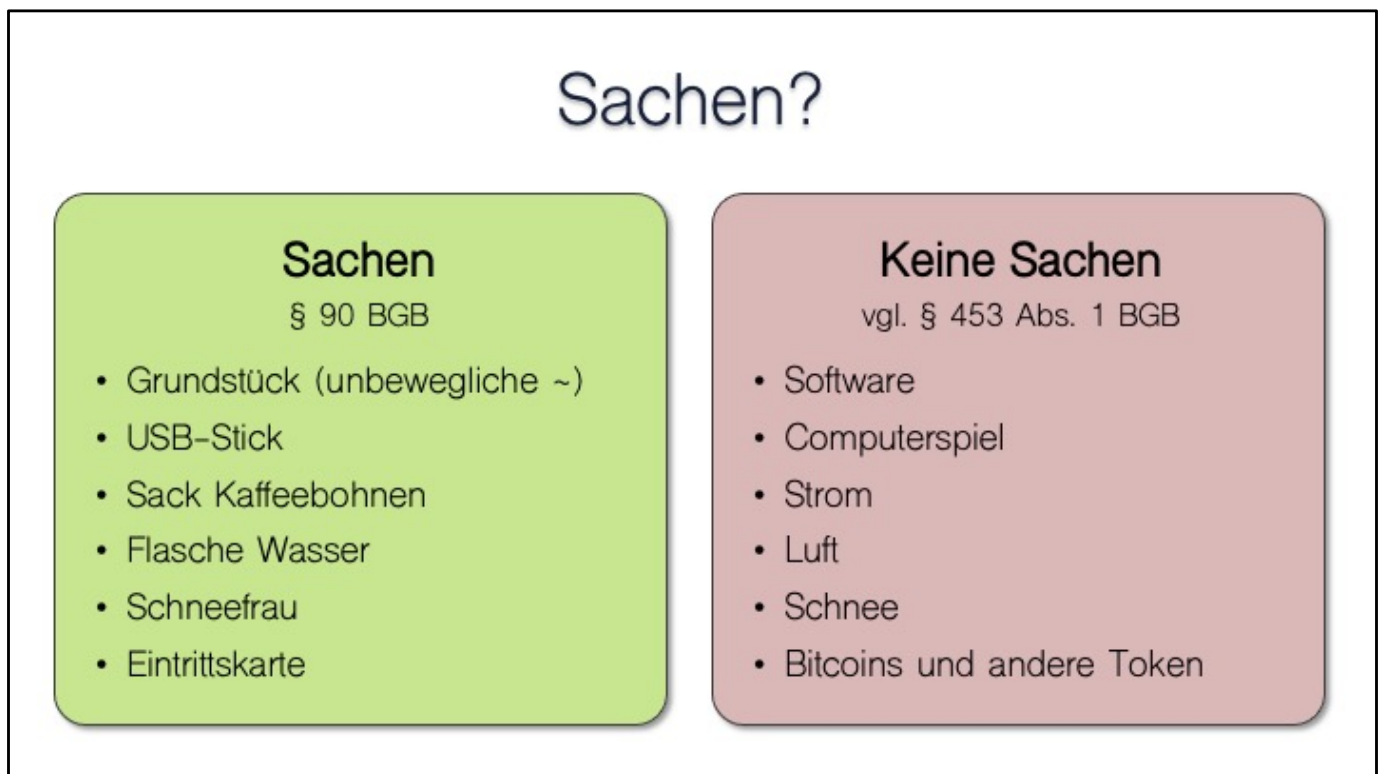 Sachen?
Sachen
§ 90 BGB
• Grundstück (unbewegliche ~)
• USB-Stick
• Sack Kaffeebohnen
• Flasche Wasser
• Schneefrau
• Eintrittskarte
Keine Sachen
vgl. § 453 Abs. 1 BGB
• Software
• Computerspiel
• Strom
• Luft
• Schnee
• Bitcoins und andere Token